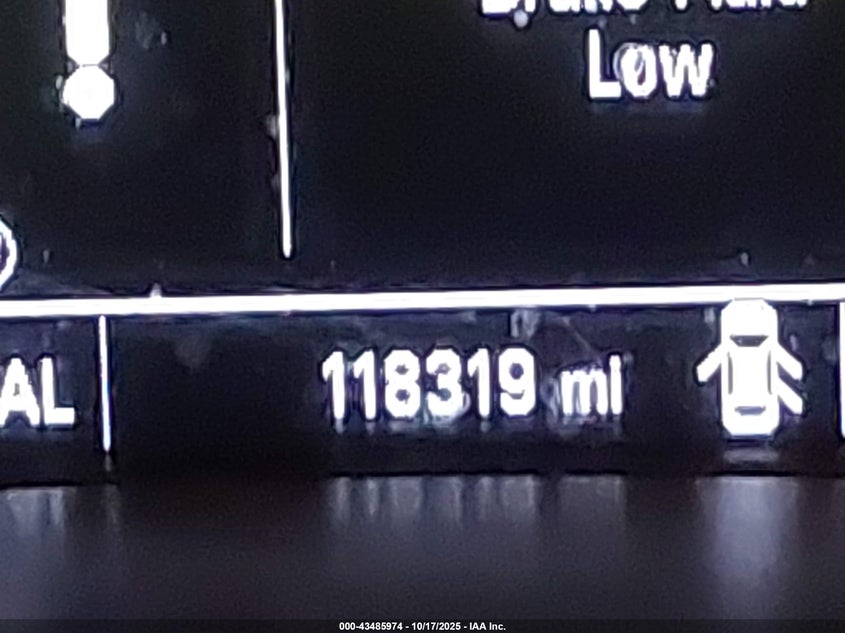 Low
AL
118319 mi
000-43485974 - 10/17/2025 - IAA Inc.